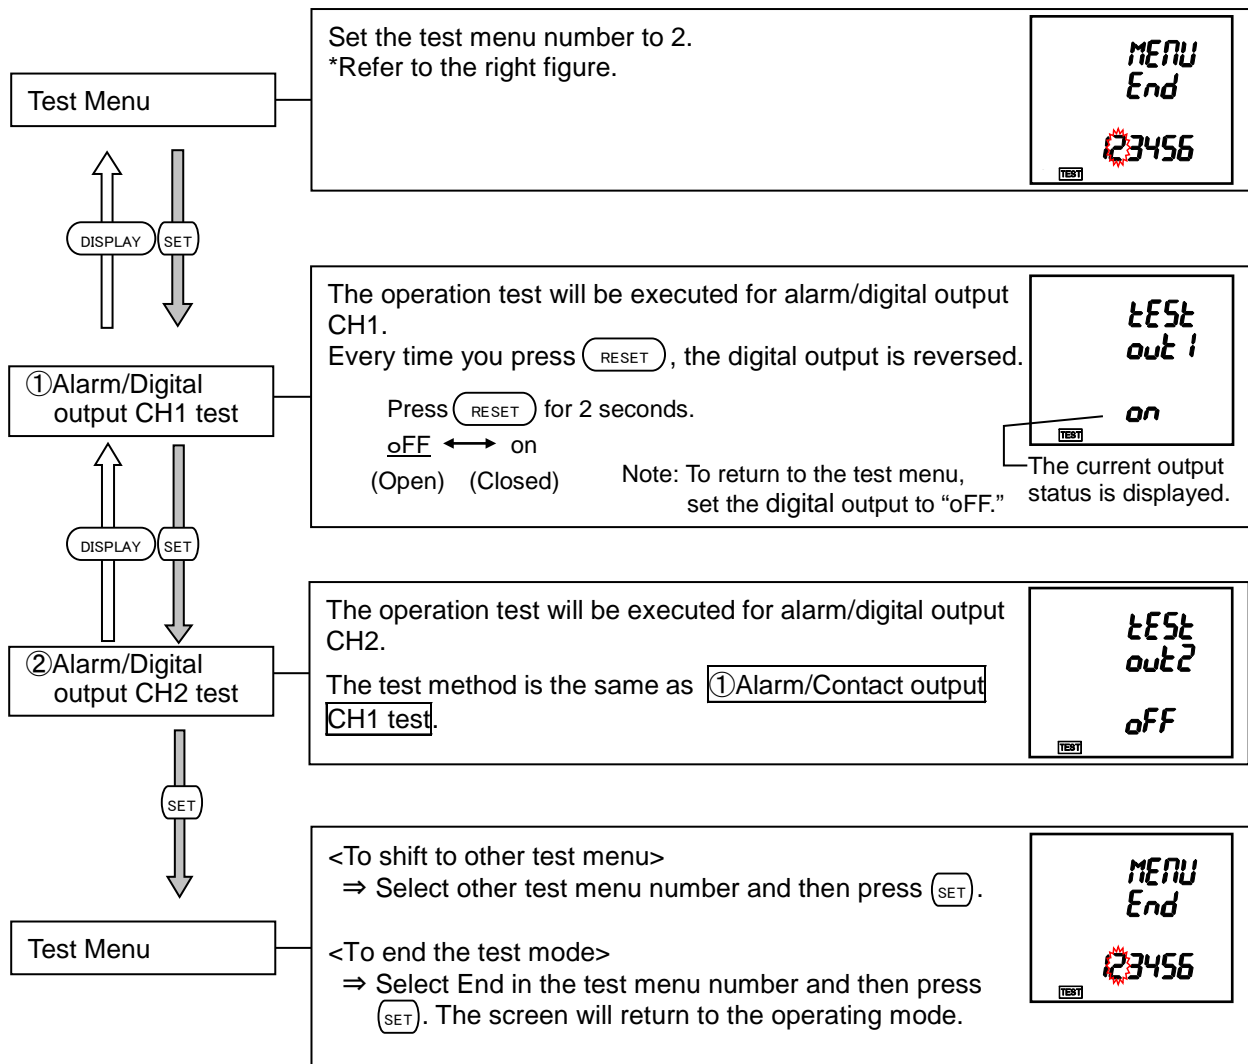 Set the test menu number to 2.
*Refer to the right figure.
MENU
End
123456
TEST
Test Menu
DISPLAY SET
The operation test will be executed for alarm/digital output
CH1.
Every time you press RESET , the digital output is reversed.
Press RESET for 2 seconds.
oFF ⟷ on
(Open) (Closed)
Note: To return to the test menu,
set the digital output to “oFF.”
tESt
out 1
on
TEST
The current output
status is displayed.
①Alarm/Digital
output CH1 test
DISPLAY SET
The operation test will be executed for alarm/digital output
CH2.
The test method is the same as ①Alarm/Contact output
CH1 test.
tESt
out2
oFF
TEST
②Alarm/Digital
output CH2 test
SET
<To shift to other test menu>
⇒ Select other test menu number and then press SET.
<To end the test mode>
⇒ Select End in the test menu number and then press
SET. The screen will return to the operating mode.
MENU
End
123456
TEST
Test Menu